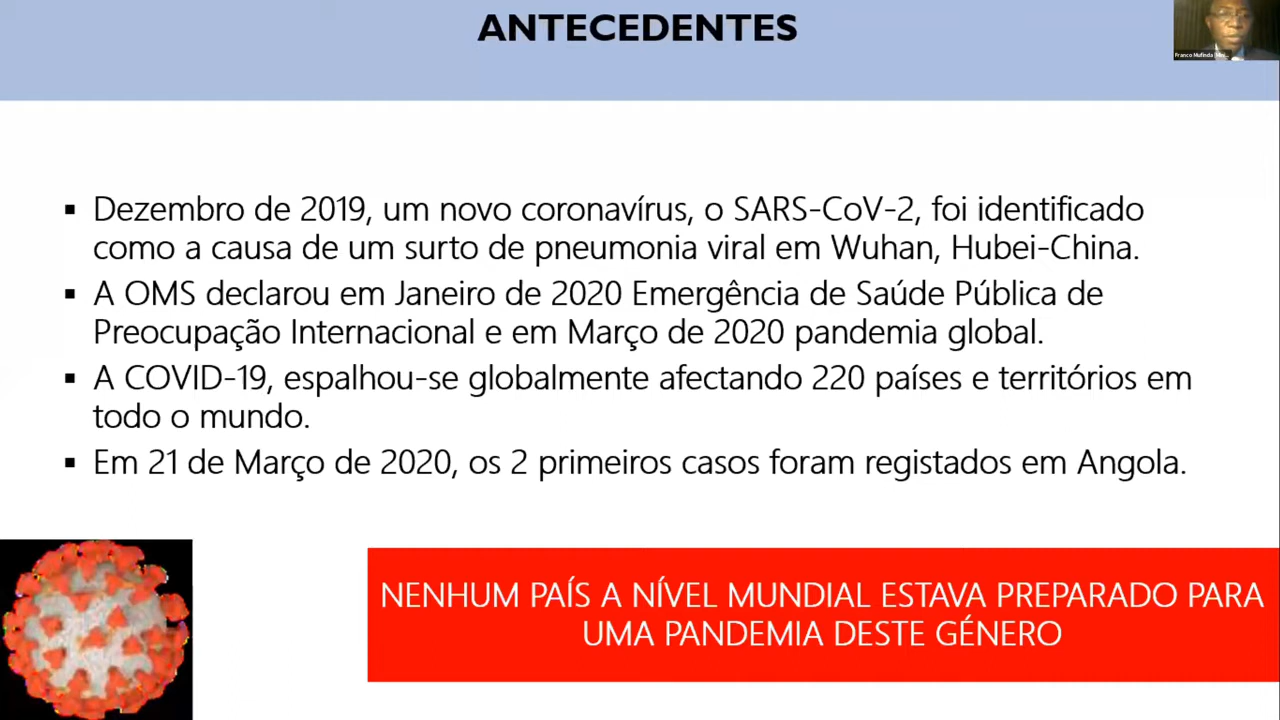 ANTECEDENTES
Franco Mufinda (Mini...
▪ Dezembro de 2019, um novo coronavírus, o SARS-CoV-2, foi identificado
como a causa de um surto de pneumonia viral em Wuhan, Hubei-China.
▪ A OMS declarou em Janeiro de 2020 Emergência de Saúde Pública de
Preocupação Internacional e em Março de 2020 pandemia global.
▪ A COVID-19, espalhou-se globalmente afectando 220 países e territórios em
todo o mundo.
▪ Em 21 de Março de 2020, os 2 primeiros casos foram registados em Angola.
NENHUM PAÍS A NÍVEL MUNDIAL ESTAVA PREPARADO PARA
UMA PANDEMIA DESTE GÉNERO